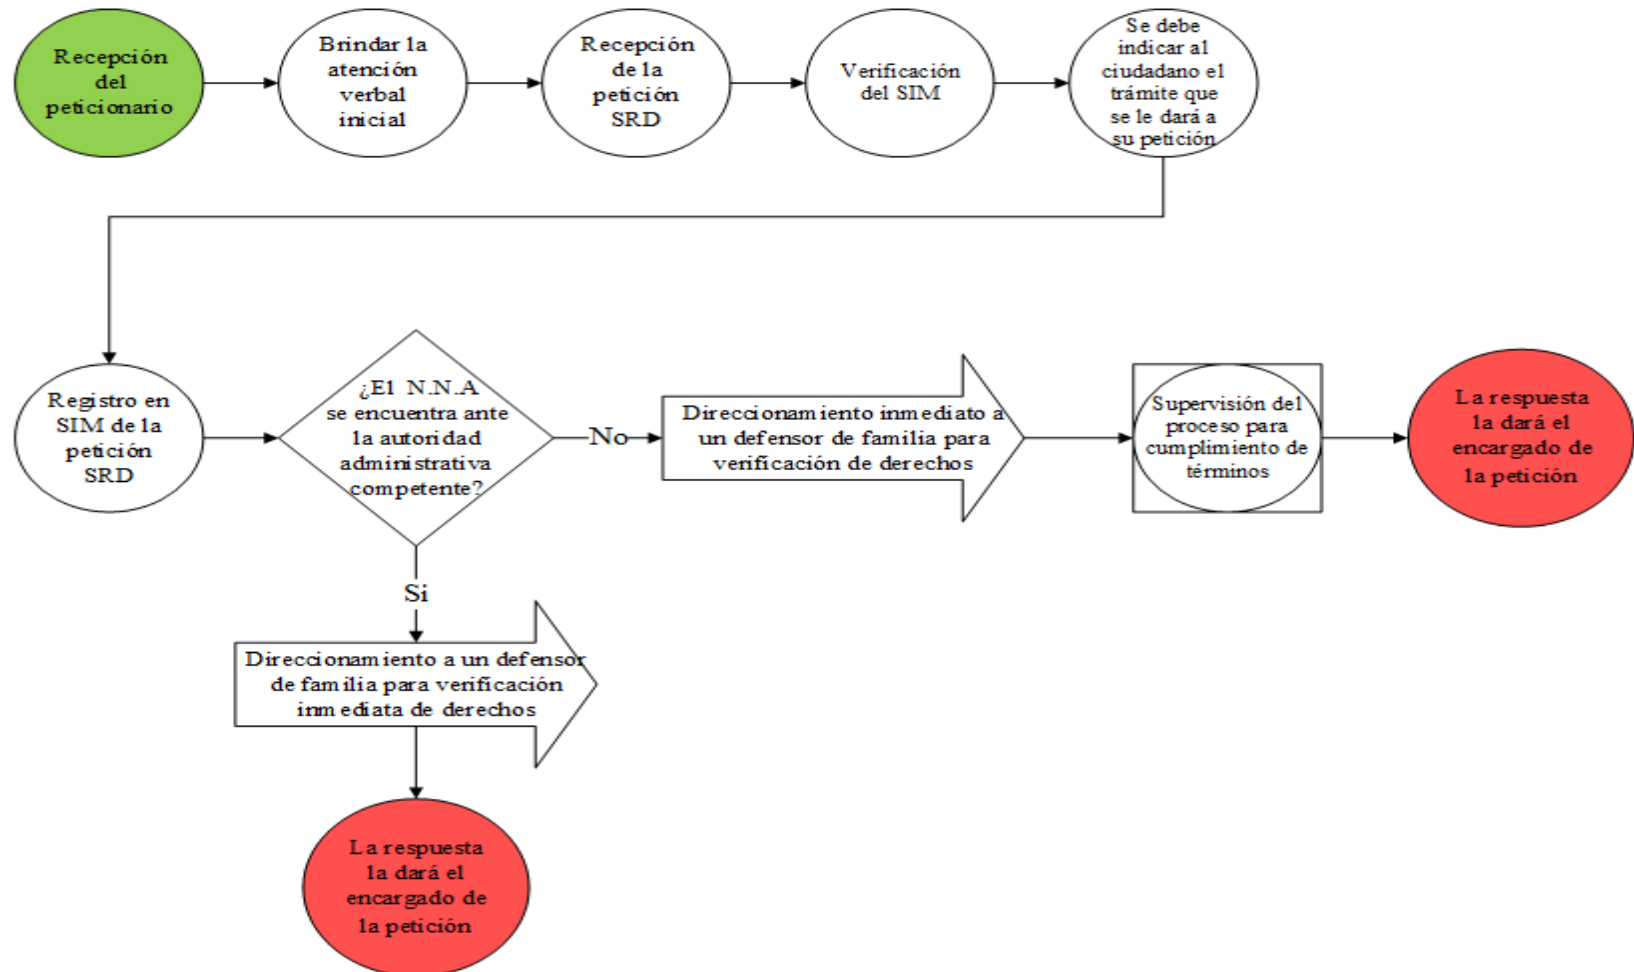 Recepción
del
peticionario
Brindar la
atención
verbal
inicial
Recepción
de la
petición
SRD
Verificación
del SIM
Se debe
indicar al
ciudadano el
trámite que
se le dará a
su petición
Registro en
SIM de la
petición
SRD
¿El N.N.A
se encuentra ante
la autoridad
administrativa
competente?
No
Direccionamiento inmediato a
un defensor de familia para
verificación de derechos
Supervisión del
proceso para
cumplimiento de
términos
La respuesta
la dará el
encargado de
la petición
Si
Direccionamiento a un defensor
de familia para verificación
inmediata de derechos
La respuesta
la dará el
encargado de
la petición